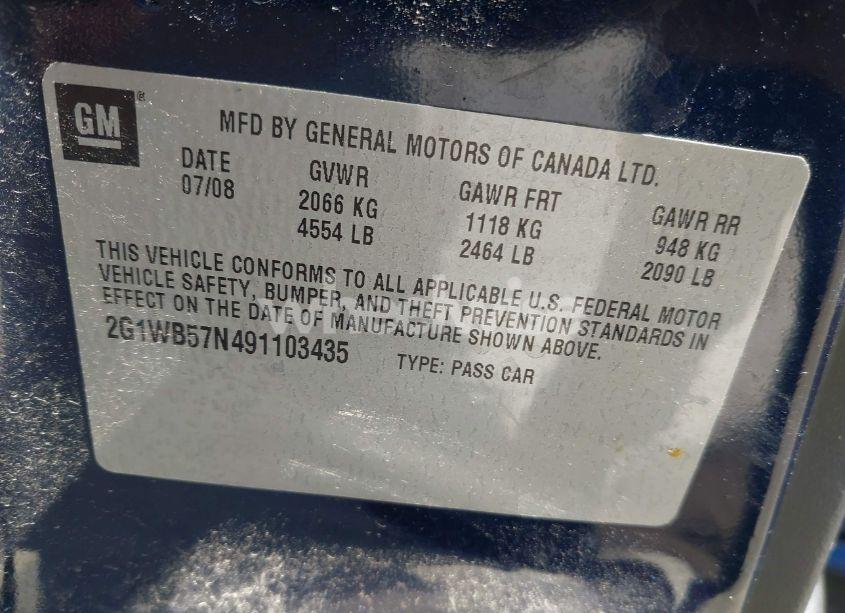 GM®
MFD BY GENERAL MOTORS OF CANADA LTD.
DATE GVWR GAWR FRT GAWR RR
07/08 2066 KG 1118 KG 948 KG
4554 LB 2464 LB 2090 LB
THIS VEHICLE CONFORMS TO ALL APPLICABLE U.S. FEDERAL MOTOR
VEHICLE SAFETY, BUMPER, AND THEFT PREVENTION STANDARDS IN
EFFECT ON THE DATE OF MANUFACTURE SHOWN ABOVE.
2G1WB57N491103435 TYPE: PASS CAR